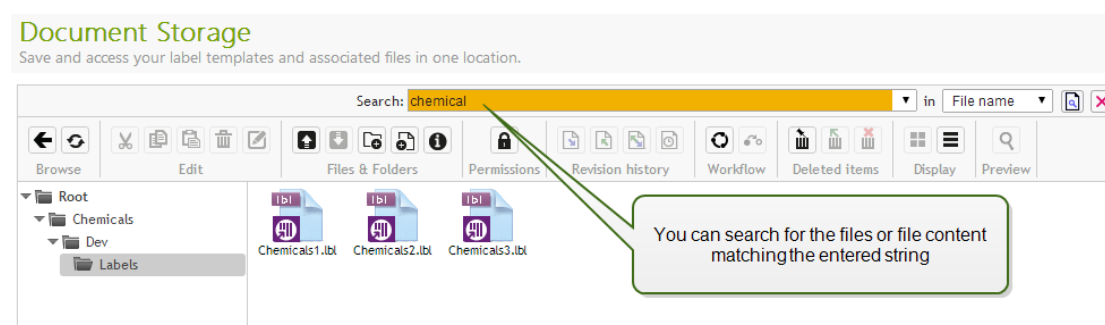 Document Storage
Save and access your label templates and associated files in one location.
Search: chemical in File name
Browse Edit Files & Folders Permissions Revision history Workflow Deleted items Display Preview
Root
Chemicals
Dev
Labels
lbl lbl lbl
Chemicals1.lbl Chemicals2.lbl Chemicals3.lbl
You can search for the files or file content
matching the entered string